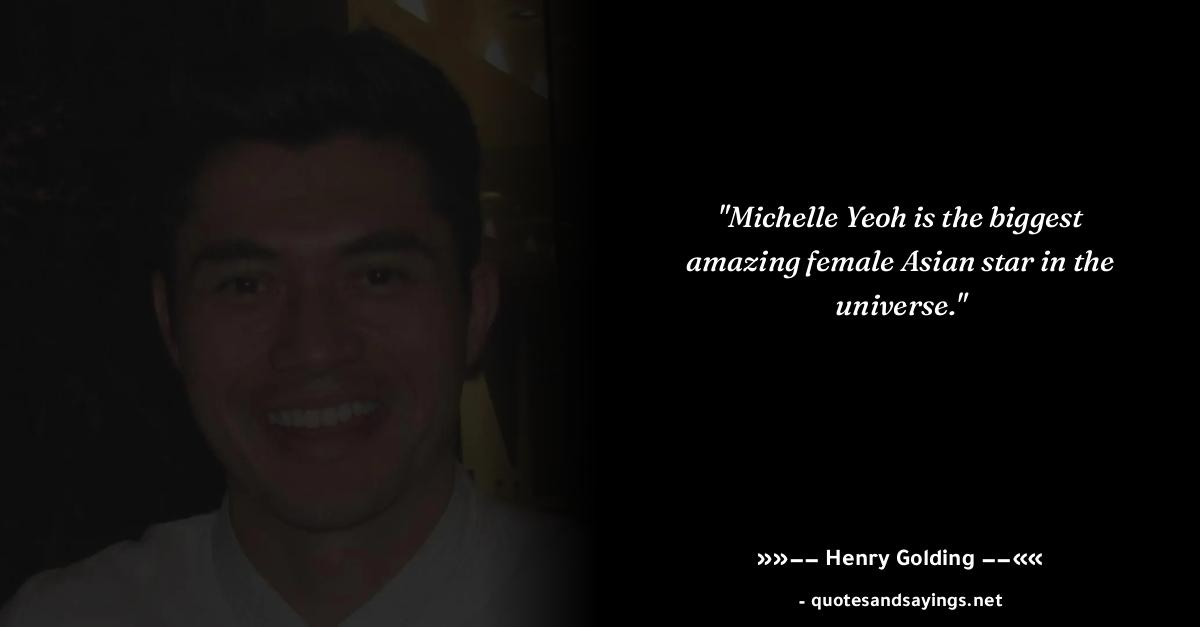 "Michelle Yeoh is the biggest
amazing female Asian star in the
universe."
»»−− Henry Golding −−««
- quotesandsayings.net